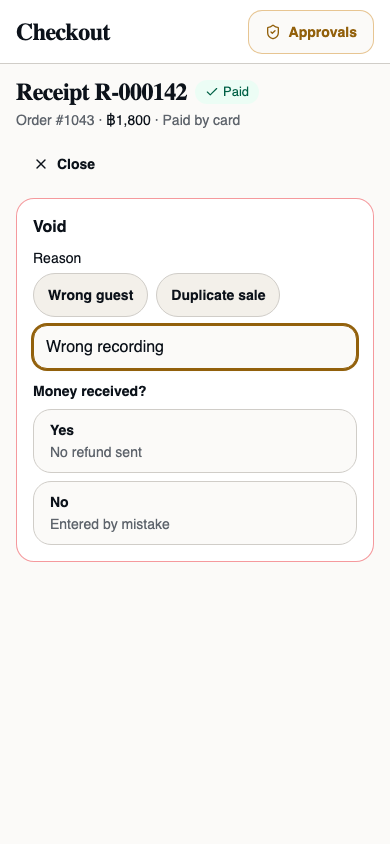 Checkout
Approvals
Receipt R-000142
Paid
Order #1043 · ฿1,800 · Paid by card
Close
Void
Reason
Wrong guest
Duplicate sale
Wrong recording
Money received?
Yes
No refund sent
No
Entered by mistake